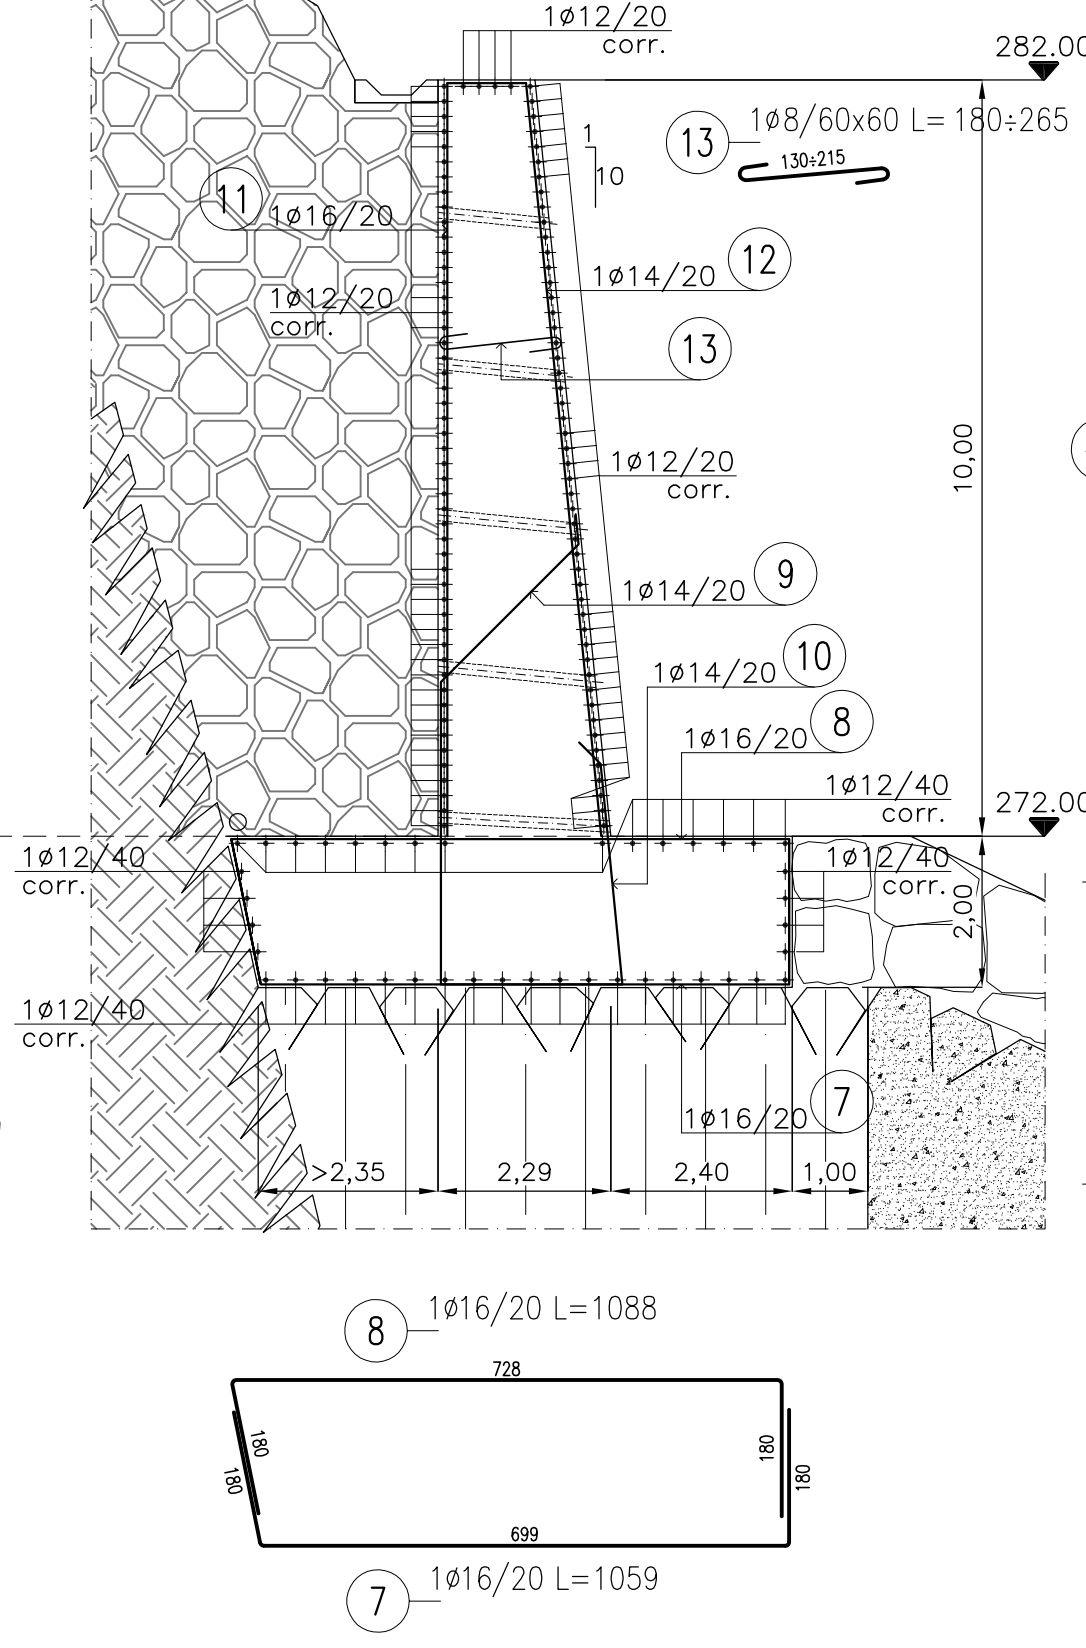 1ø12/20
corr.
282.00
13
1ø8/60x60 L= 180÷265
130÷215
1
10
11
1ø16/20
12
1ø14/20
1ø12/20
corr.
13
10,00
1ø12/20
corr.
9
1ø14/20
10
1ø14/20
8
1ø16/20
1ø12/40
corr.
272.00
1ø12/40
corr.
1ø12/40
corr.
2,00
1ø12/40
corr.
7
1ø16/20
>2,35
2,29
2,40
1,00
8
1ø16/20 L=1088
728
180
180
180
180
699
7
1ø16/20 L=1059